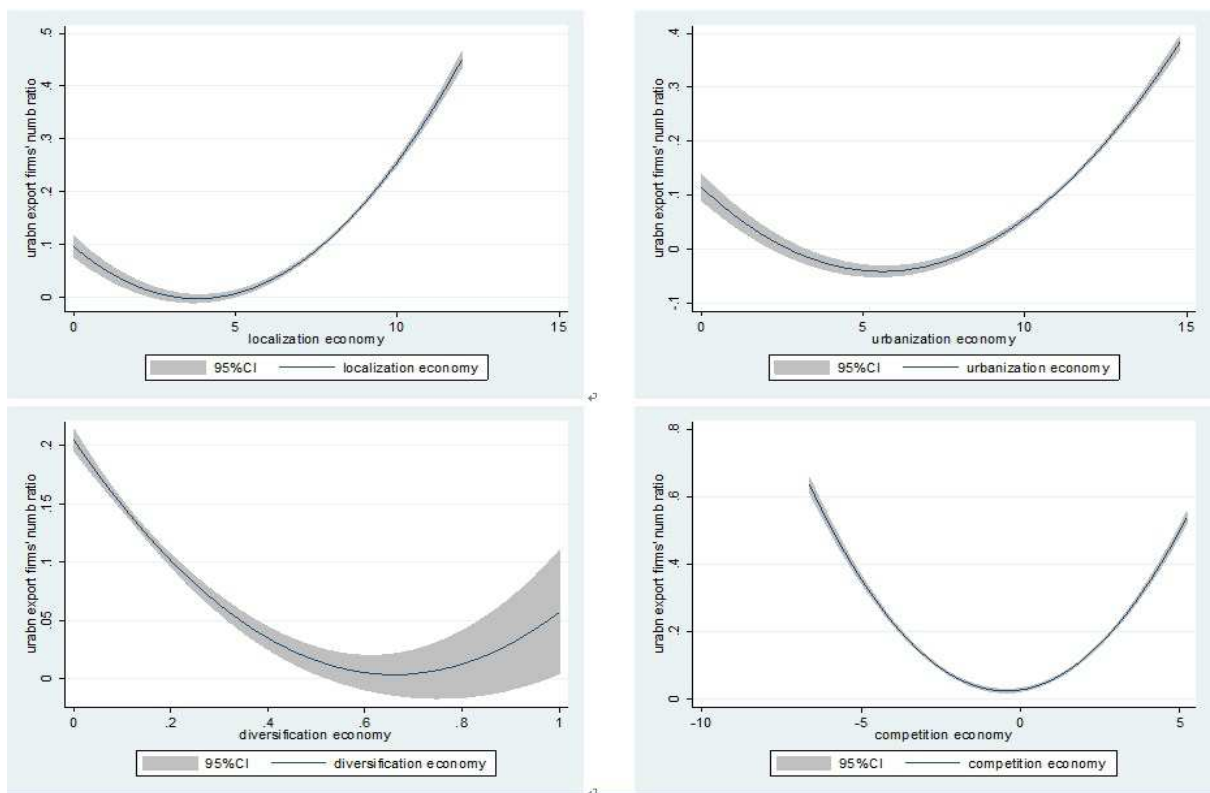 .5
.4
.3
.2
.1
0
urabn export firms' numb ratio
0 5 10 15
localization economy
95%CI localization economy
.4
.3
.2
.1
0
-.1
urabn export firms' numb ratio
0 5 10 15
urbanization economy
95%CI urbanization economy
.2
.15
.1
.05
0
urabn export firms' numb ratio
0 .2 .4 .6 .8 1
diversification economy
95%CI diversification economy
.8
.6
.4
.2
0
urabn export firms' numb ratio
-10 -5 0 5
competition economy
95%CI competition economy